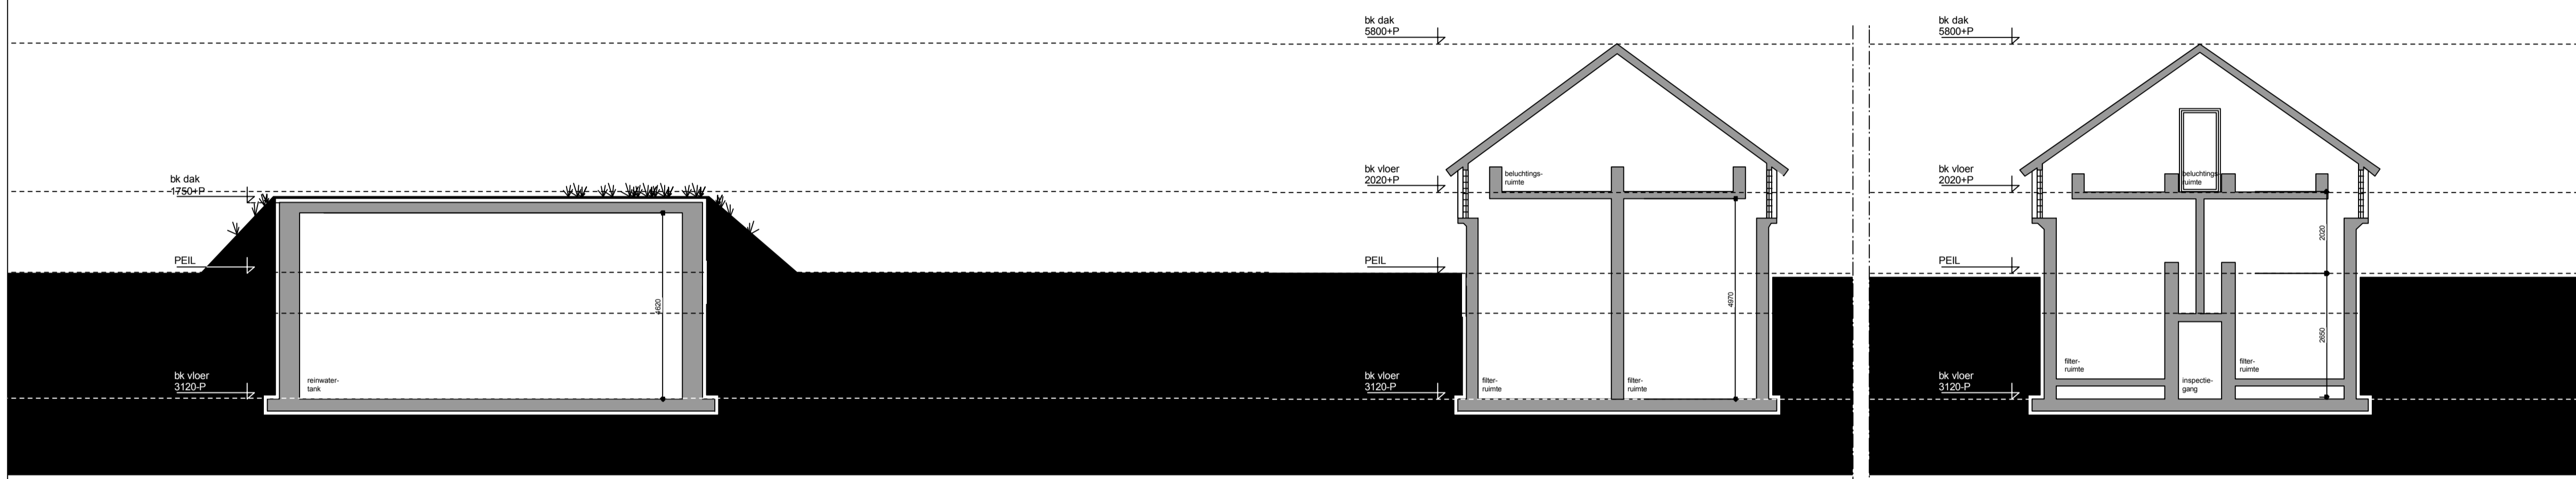 bk dak
1750+P
PEIL
bk vloer
3120-P
reinwater-
tank
4620
bk dak
5800+P
bk vloer
2020+P
PEIL
bk vloer
3120-P
beluchtings-
ruimte
filter-
ruimte
filter-
ruimte
4970
bk dak
5800+P
bk vloer
2020+P
PEIL
bk vloer
3120-P
beluchtings-
ruimte
filter-
ruimte
inspectie-
gang
filter-
ruimte
2020
2650